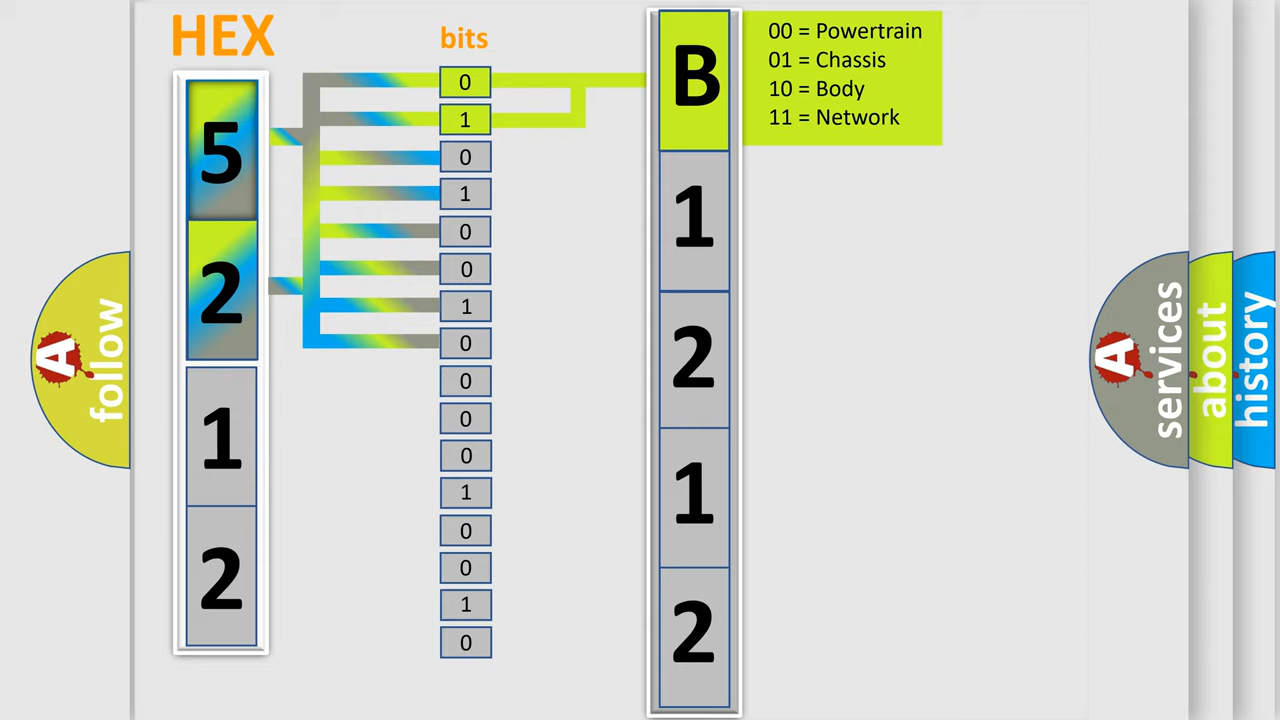 HEX
bits
5
2
1
2
0
1
0
1
0
0
1
0
0
0
0
1
0
0
1
0
B
1
2
1
2
00 = Powertrain
01 = Chassis
10 = Body
11 = Network
A
follow
A
services
about
history